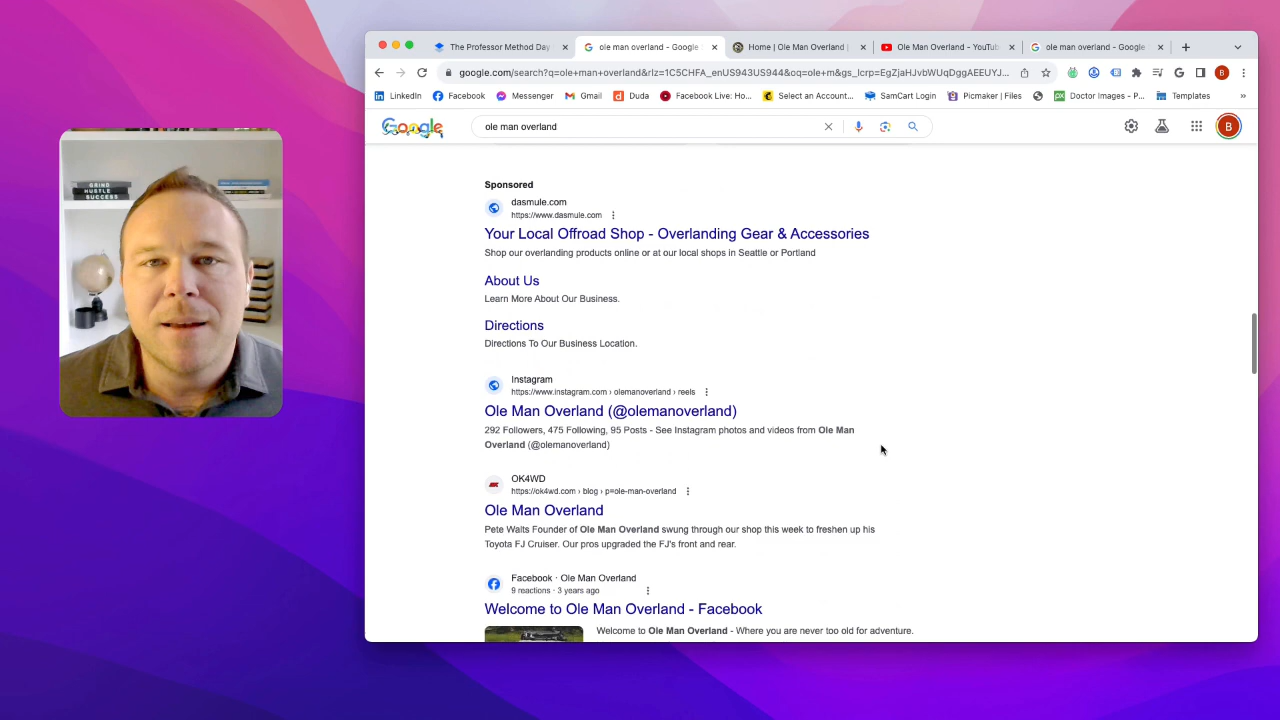 The Professor Method Day
ole man overland - Google
Home | Ole Man Overland |
Ole Man Overland - YouTub
ole man overland - Google
google.com/search?q=ole+man+overland&rlz=1C5CHFA_enUS943US944&oq=ole+m&gs_lcrp=EgZjaHJvbWUqDggAEEUYJ...
B
LinkedIn
Facebook
Messenger
Gmail
Duda
Facebook Live: Ho...
Select an Account...
SamCart Login
Picmaker | Files
Doctor Images - P...
Templates
Google
ole man overland
B
Sponsored
dasmule.com
https://www.dasmule.com
Your Local Offroad Shop - Overlanding Gear & Accessories
Shop our overlanding products online or at our local shops in Seattle or Portland
About Us
Learn More About Our Business.
Directions
Directions To Our Business Location.
Instagram
https://www.instagram.com › olemanoverland › reels
Ole Man Overland (@olemanoverland)
292 Followers, 475 Following, 95 Posts - See Instagram photos and videos from Ole Man
Overland (@olemanoverland)
OK4WD
https://ok4wd.com › blog › p=ole-man-overland
Ole Man Overland
Pete Walts Founder of Ole Man Overland swung through our shop this week to freshen up his
Toyota FJ Cruiser. Our pros upgraded the FJ's front and rear.
Facebook · Ole Man Overland
9 reactions · 3 years ago
Welcome to Ole Man Overland - Facebook
Welcome to Ole Man Overland - Where you are never too old for adventure.
GRIND
HUSTLE
SUCCESS